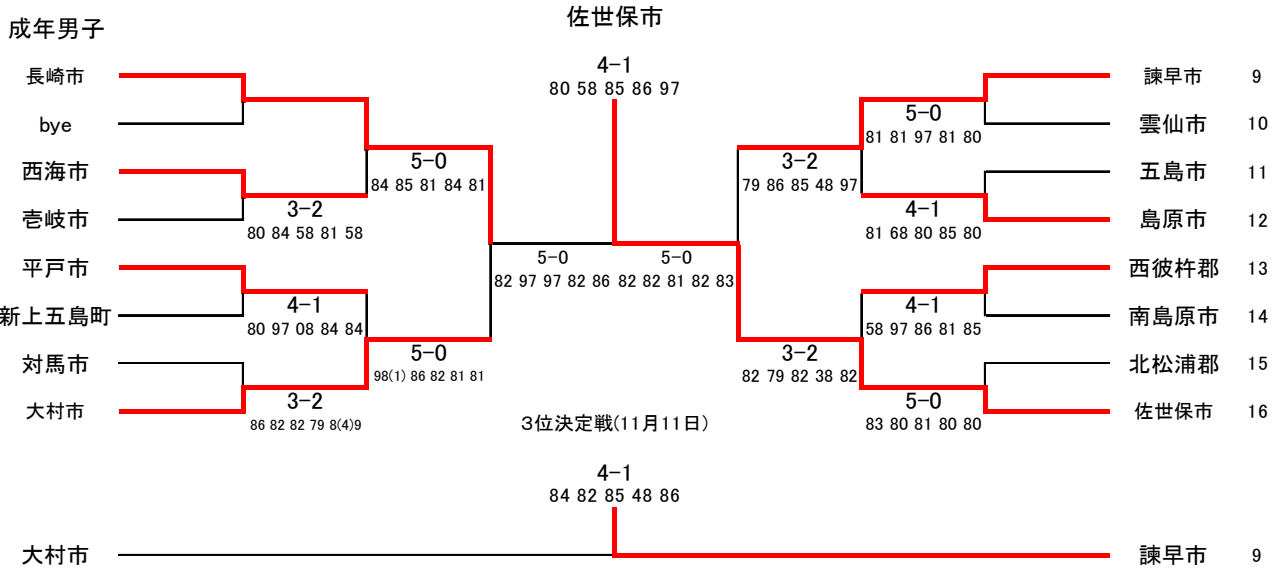 成年男子
佐世保市
4-1
80 58 85 86 97
長崎市
bye
西海市
壱岐市
平戸市
新上五島町
対馬市
大村市
3-2
80 84 58 81 58
4-1
80 97 08 84 84
3-2
86 82 82 79 8(4)9
5-0
84 85 81 84 81
5-0
98(1) 86 82 81 81
5-0
82 97 97 82 86
5-0
82 82 81 82 83
3-2
79 86 85 48 97
3-2
82 79 82 38 82
5-0
81 81 97 81 80
4-1
81 68 80 85 80
4-1
58 97 86 81 85
5-0
83 80 81 80 80
諫早市 9
雲仙市 10
五島市 11
島原市 12
西彼杵郡 13
南島原市 14
北松浦郡 15
佐世保市 16
3位決定戦(11月11日)
4-1
84 82 85 48 86
大村市
諫早市 9